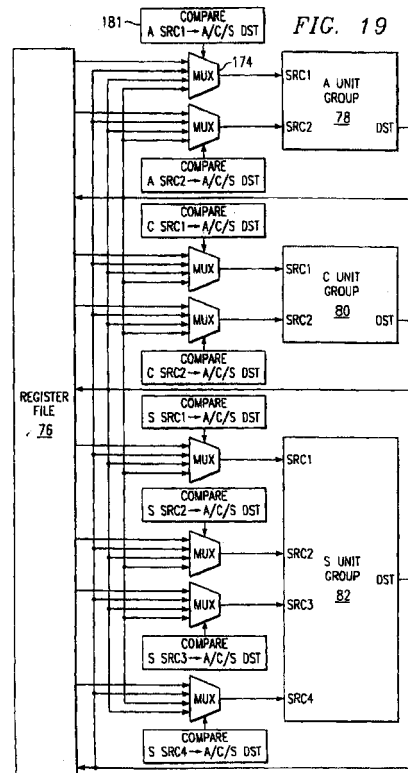 181
COMPARE
A SRC1→A/C/S DST
FIG. 19
MUX
174
SRC1
A UNIT
GROUP
78
MUX
SRC2
DST
COMPARE
A SRC2→A/C/S DST
COMPARE
C SRC1→A/C/S DST
MUX
SRC1
C UNIT
GROUP
80
MUX
SRC2
DST
COMPARE
C SRC2→A/C/S DST
REGISTER
FILE
76
COMPARE
S SRC1→A/C/S DST
MUX
SRC1
COMPARE
S SRC2→A/C/S DST
MUX
SRC2
S UNIT
GROUP
82
DST
MUX
SRC3
COMPARE
S SRC3→A/C/S DST
MUX
SRC4
COMPARE
S SRC4→A/C/S DST